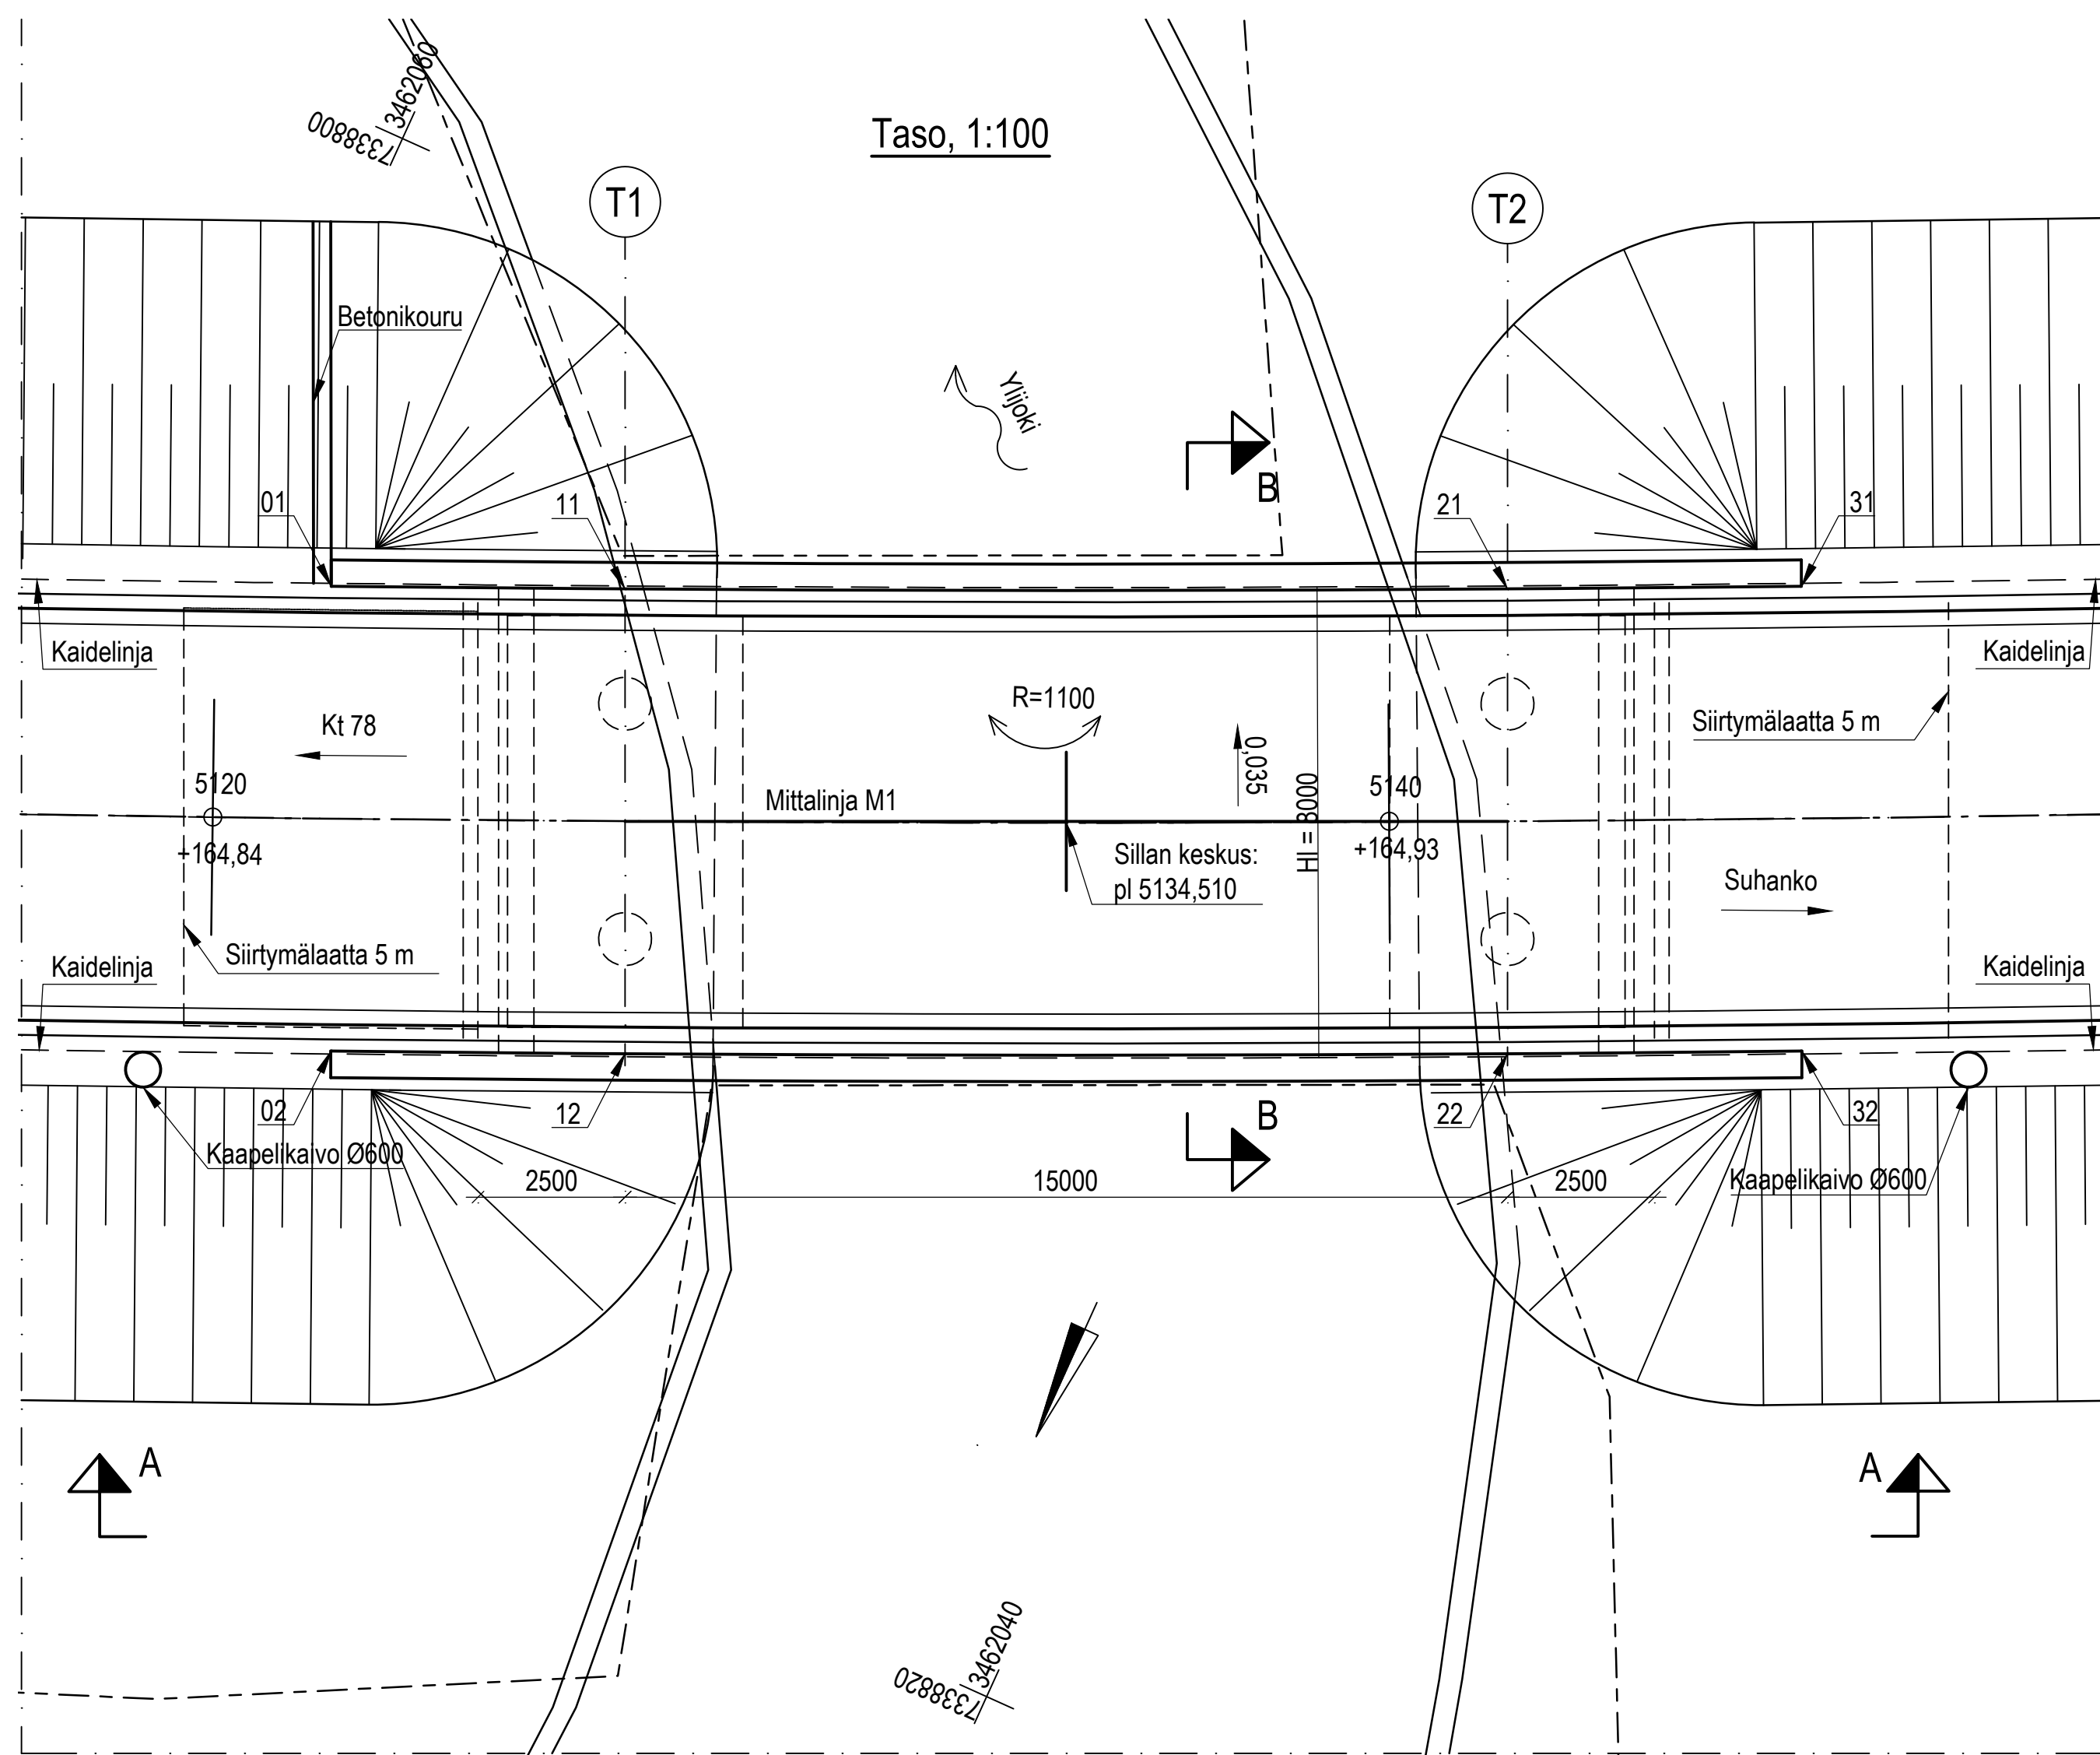 3462060
7338800
Taso, 1:100
T1
T2
Betonikouru
Ylijoki
B
01
11
21
31
Kaidelinja
Kaidelinja
R=1100
Kt 78
Siirtymälaatta 5 m
0,035
5120
5140
HI = 8000
Mittalinja M1
+164,84
+164,93
Sillan keskus:
pl 5134,510
Suhanko
Siirtymälaatta 5 m
Kaidelinja
Kaidelinja
02
12
B
22
32
Kaapelikaivo Ø600
2500
15000
2500
Kaapelikaivo Ø600
A
A
3462040
7338820